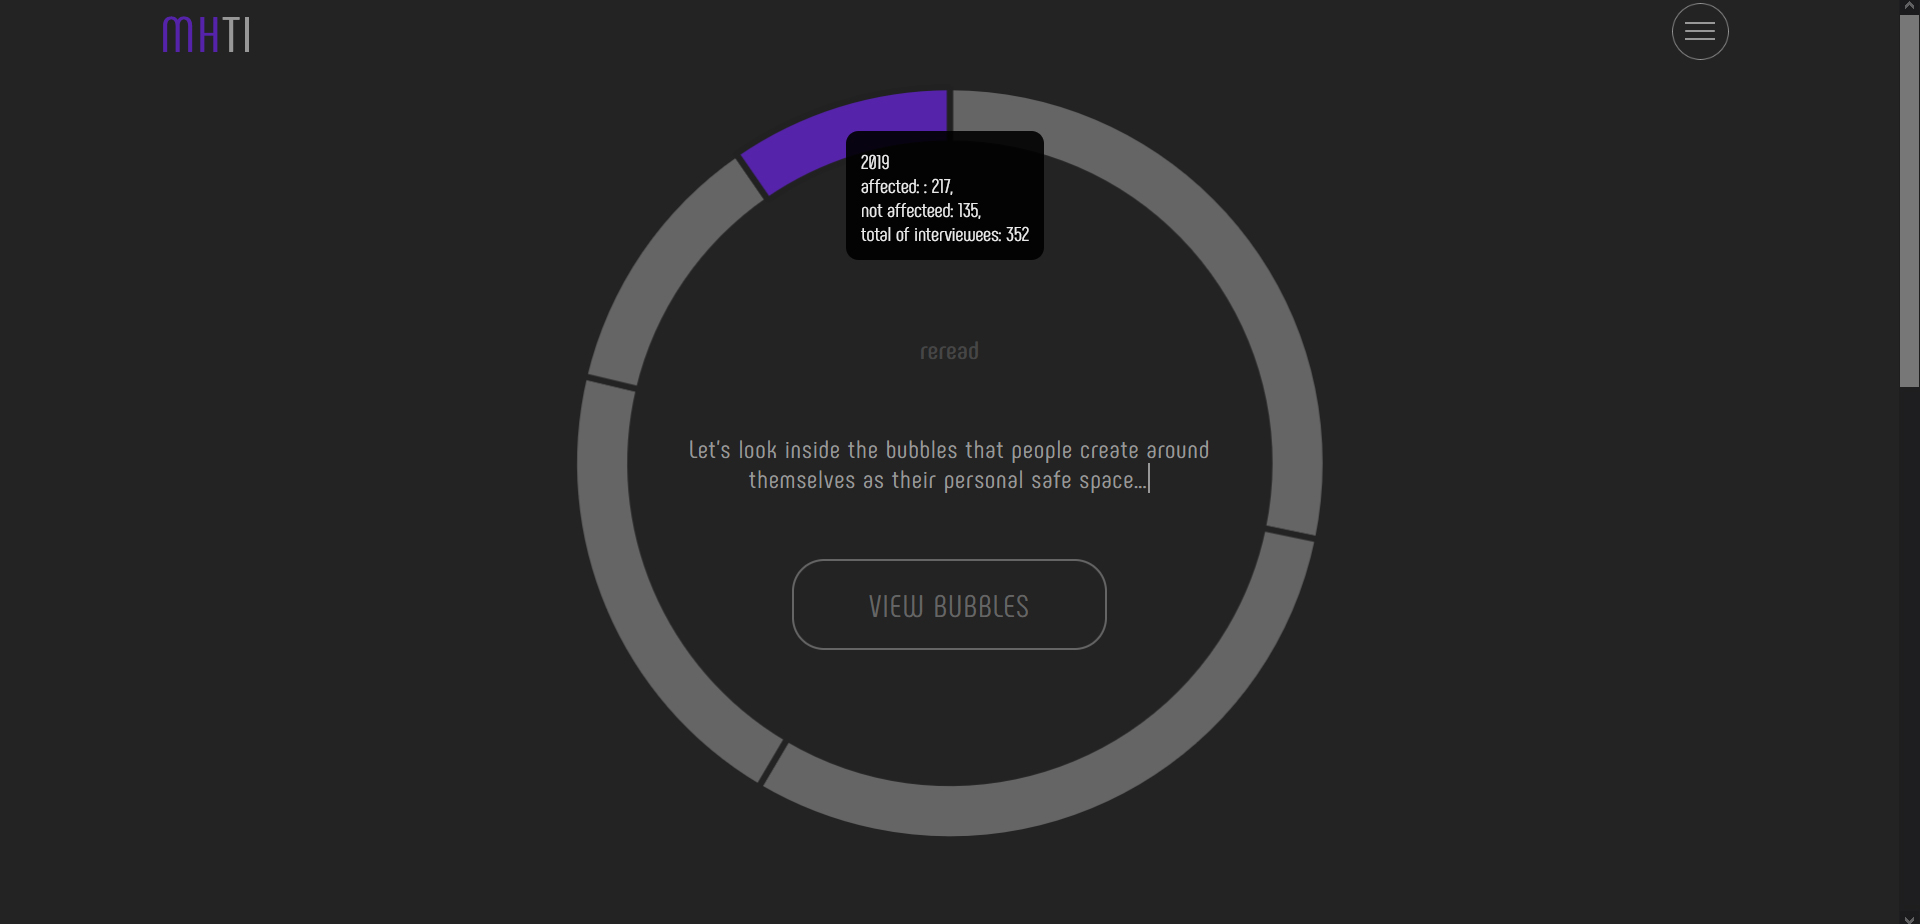 MHTI
2019
affected: : 217,
not affecteed: 135,
total of interviewees: 352
reread
Let's look inside the bubbles that people create around
themselves as their personal safe space...
VIEW BUBBLES